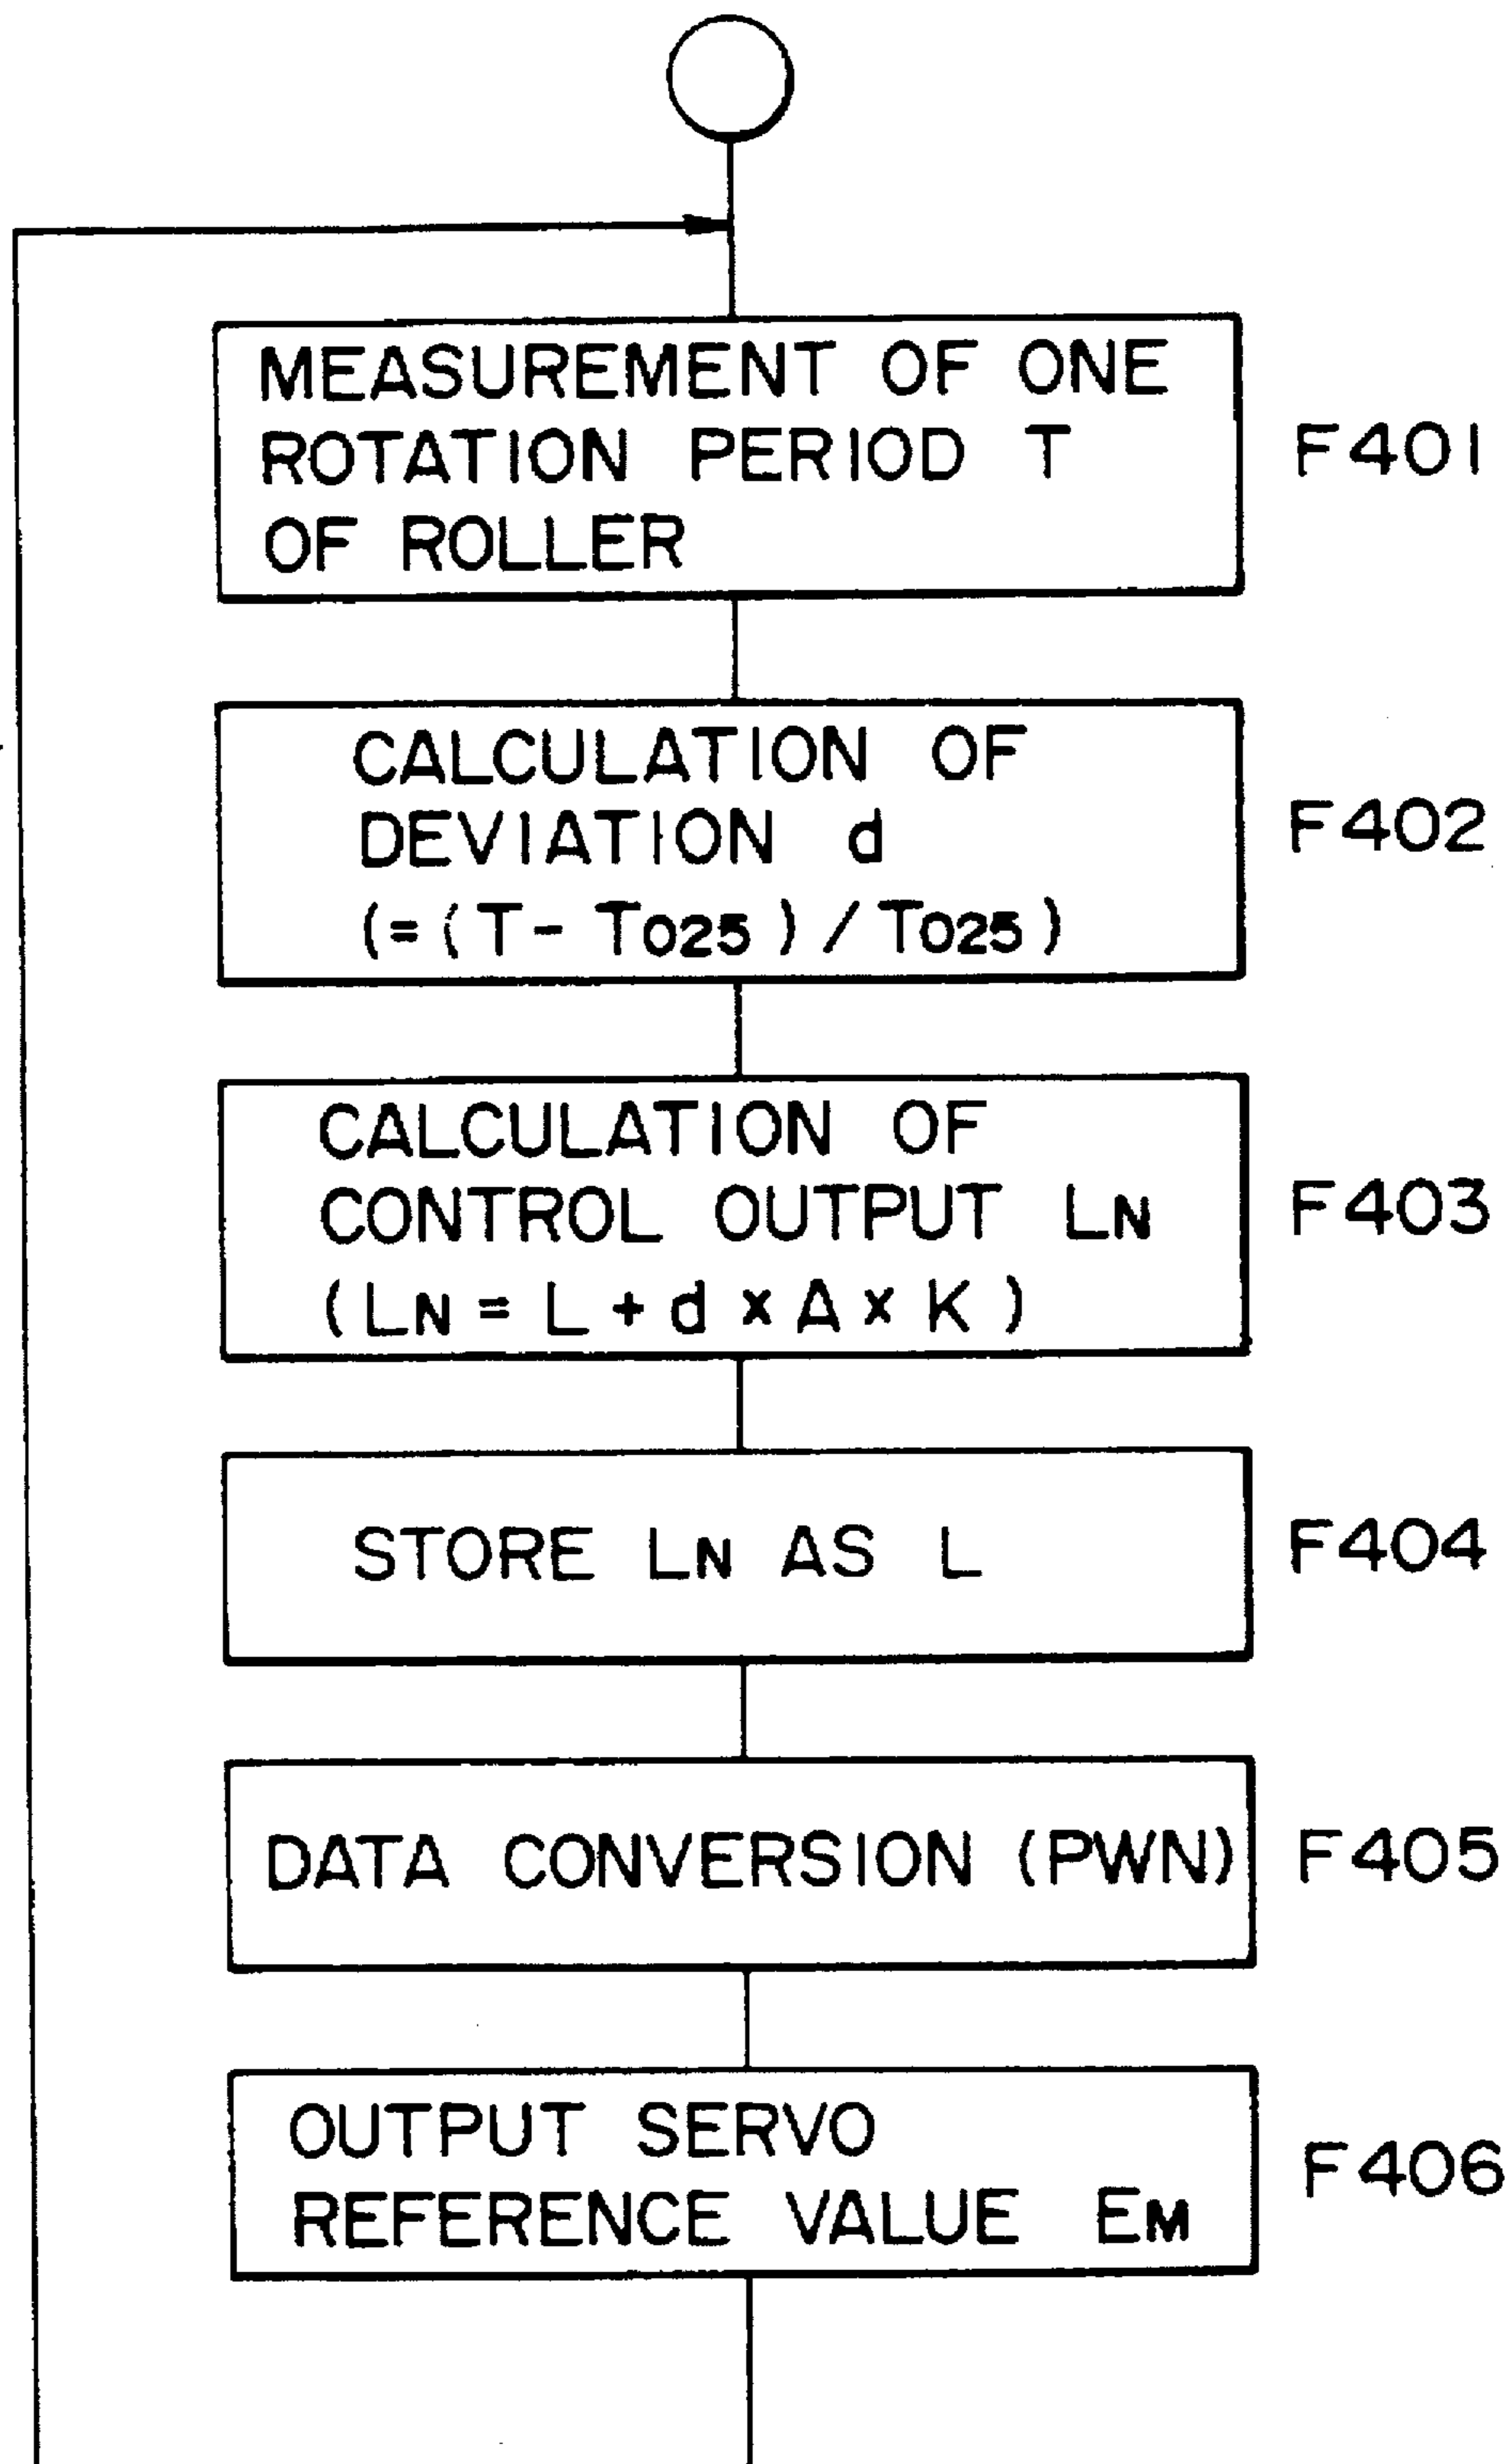 MEASUREMENT OF ONE
ROTATION PERIOD T
OF ROLLER
F401
CALCULATION OF
DEVIATION d
(=(T-T025)/T025)
F402
CALCULATION OF
CONTROL OUTPUT LN
(LN=L+d×A×K)
F403
STORE LN AS L
F404
DATA CONVERSION (PWN)
F405
OUTPUT SERVO
REFERENCE VALUE EM
F406